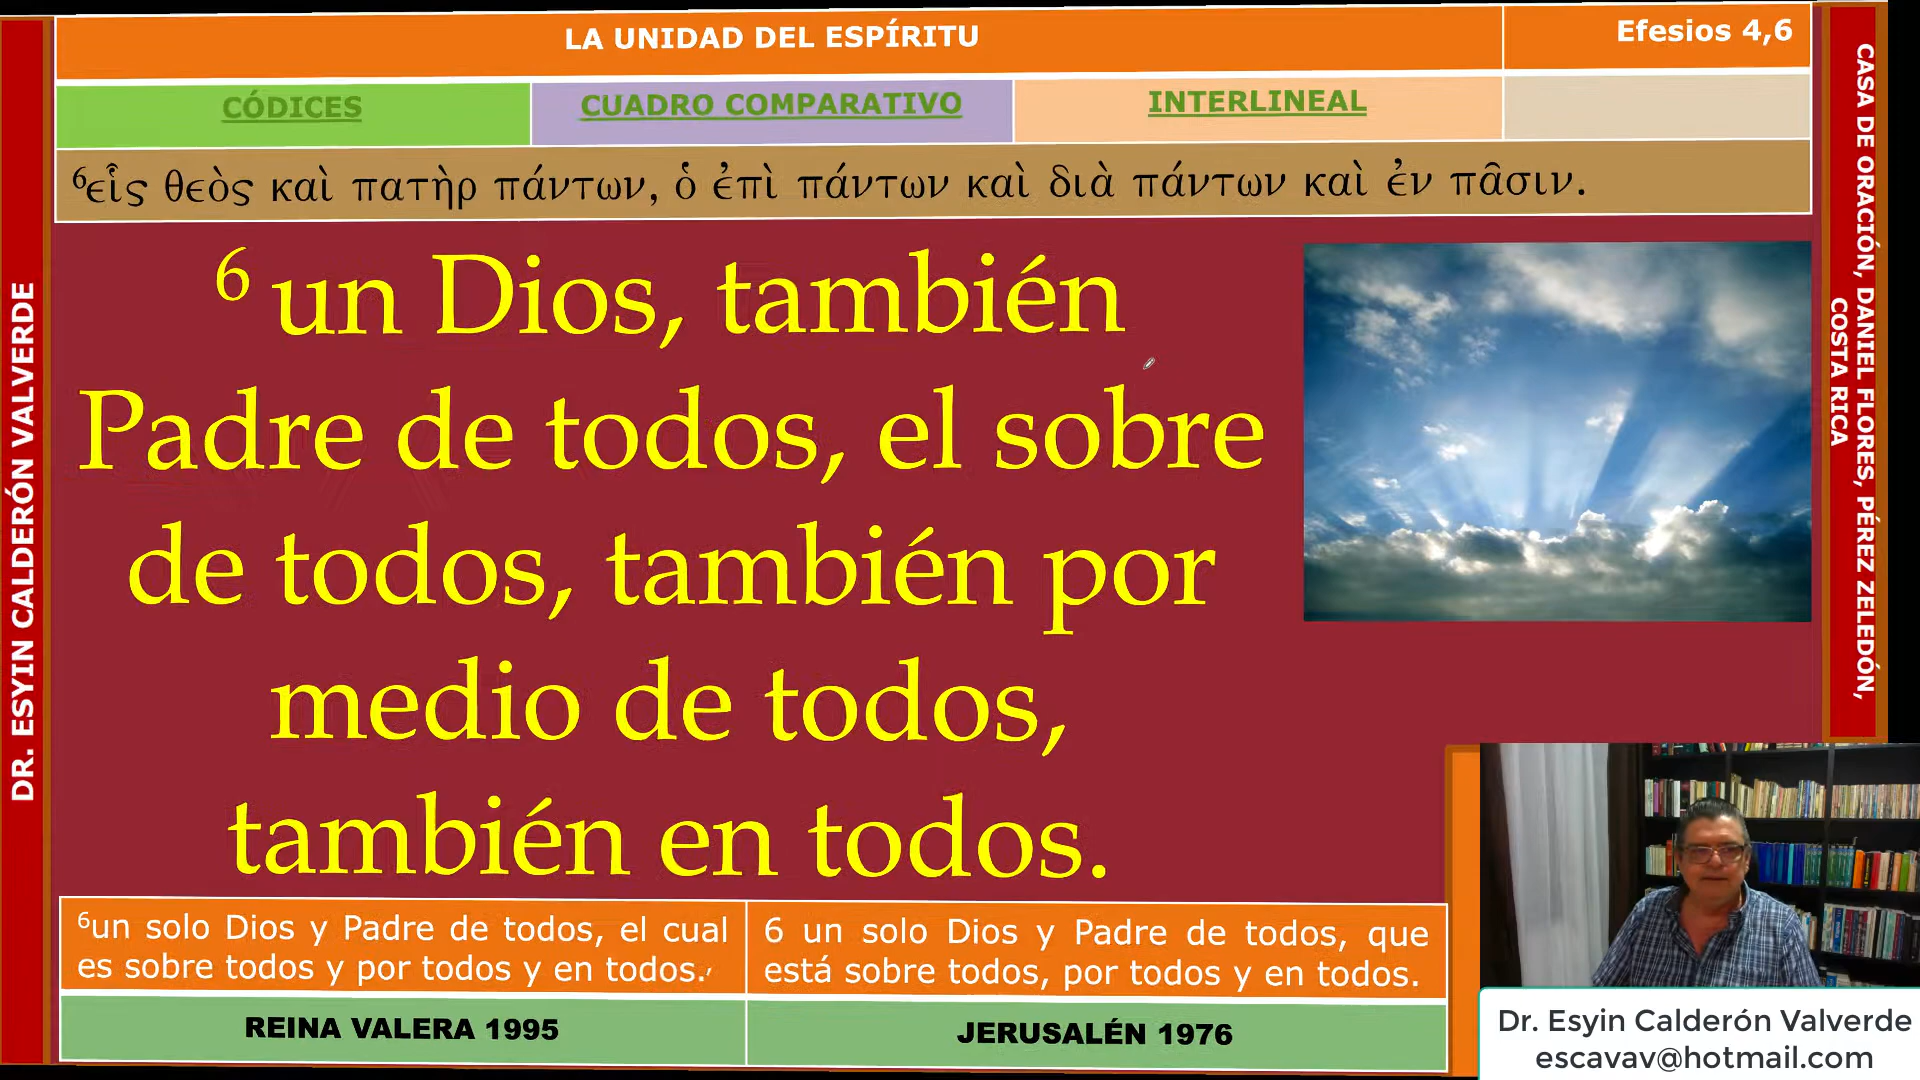 LA UNIDAD DEL ESPÍRITU
Efesios 4,6
CÓDICES
CUADRO COMPARATIVO
INTERLINEAL
⁶εἷς θεὸς καὶ πατὴρ πάντων, ὁ ἐπὶ πάντων καὶ διὰ πάντων καὶ ἐν πᾶσιν.
⁶ un Dios, también
Padre de todos, el sobre
de todos, también por
medio de todos,
también en todos.
⁶un solo Dios y Padre de todos, el cual
es sobre todos y por todos y en todos.,
6 un solo Dios y Padre de todos, que
está sobre todos, por todos y en todos.
REINA VALERA 1995
JERUSALÉN 1976
DR. ESYIN CALDERÓN VALVERDE
CASA DE ORACIÓN, DANIEL FLORES, PÉREZ ZELEDÓN,
COSTA RICA
Dr. Esyin Calderón Valverde
escavav@hotmail.com